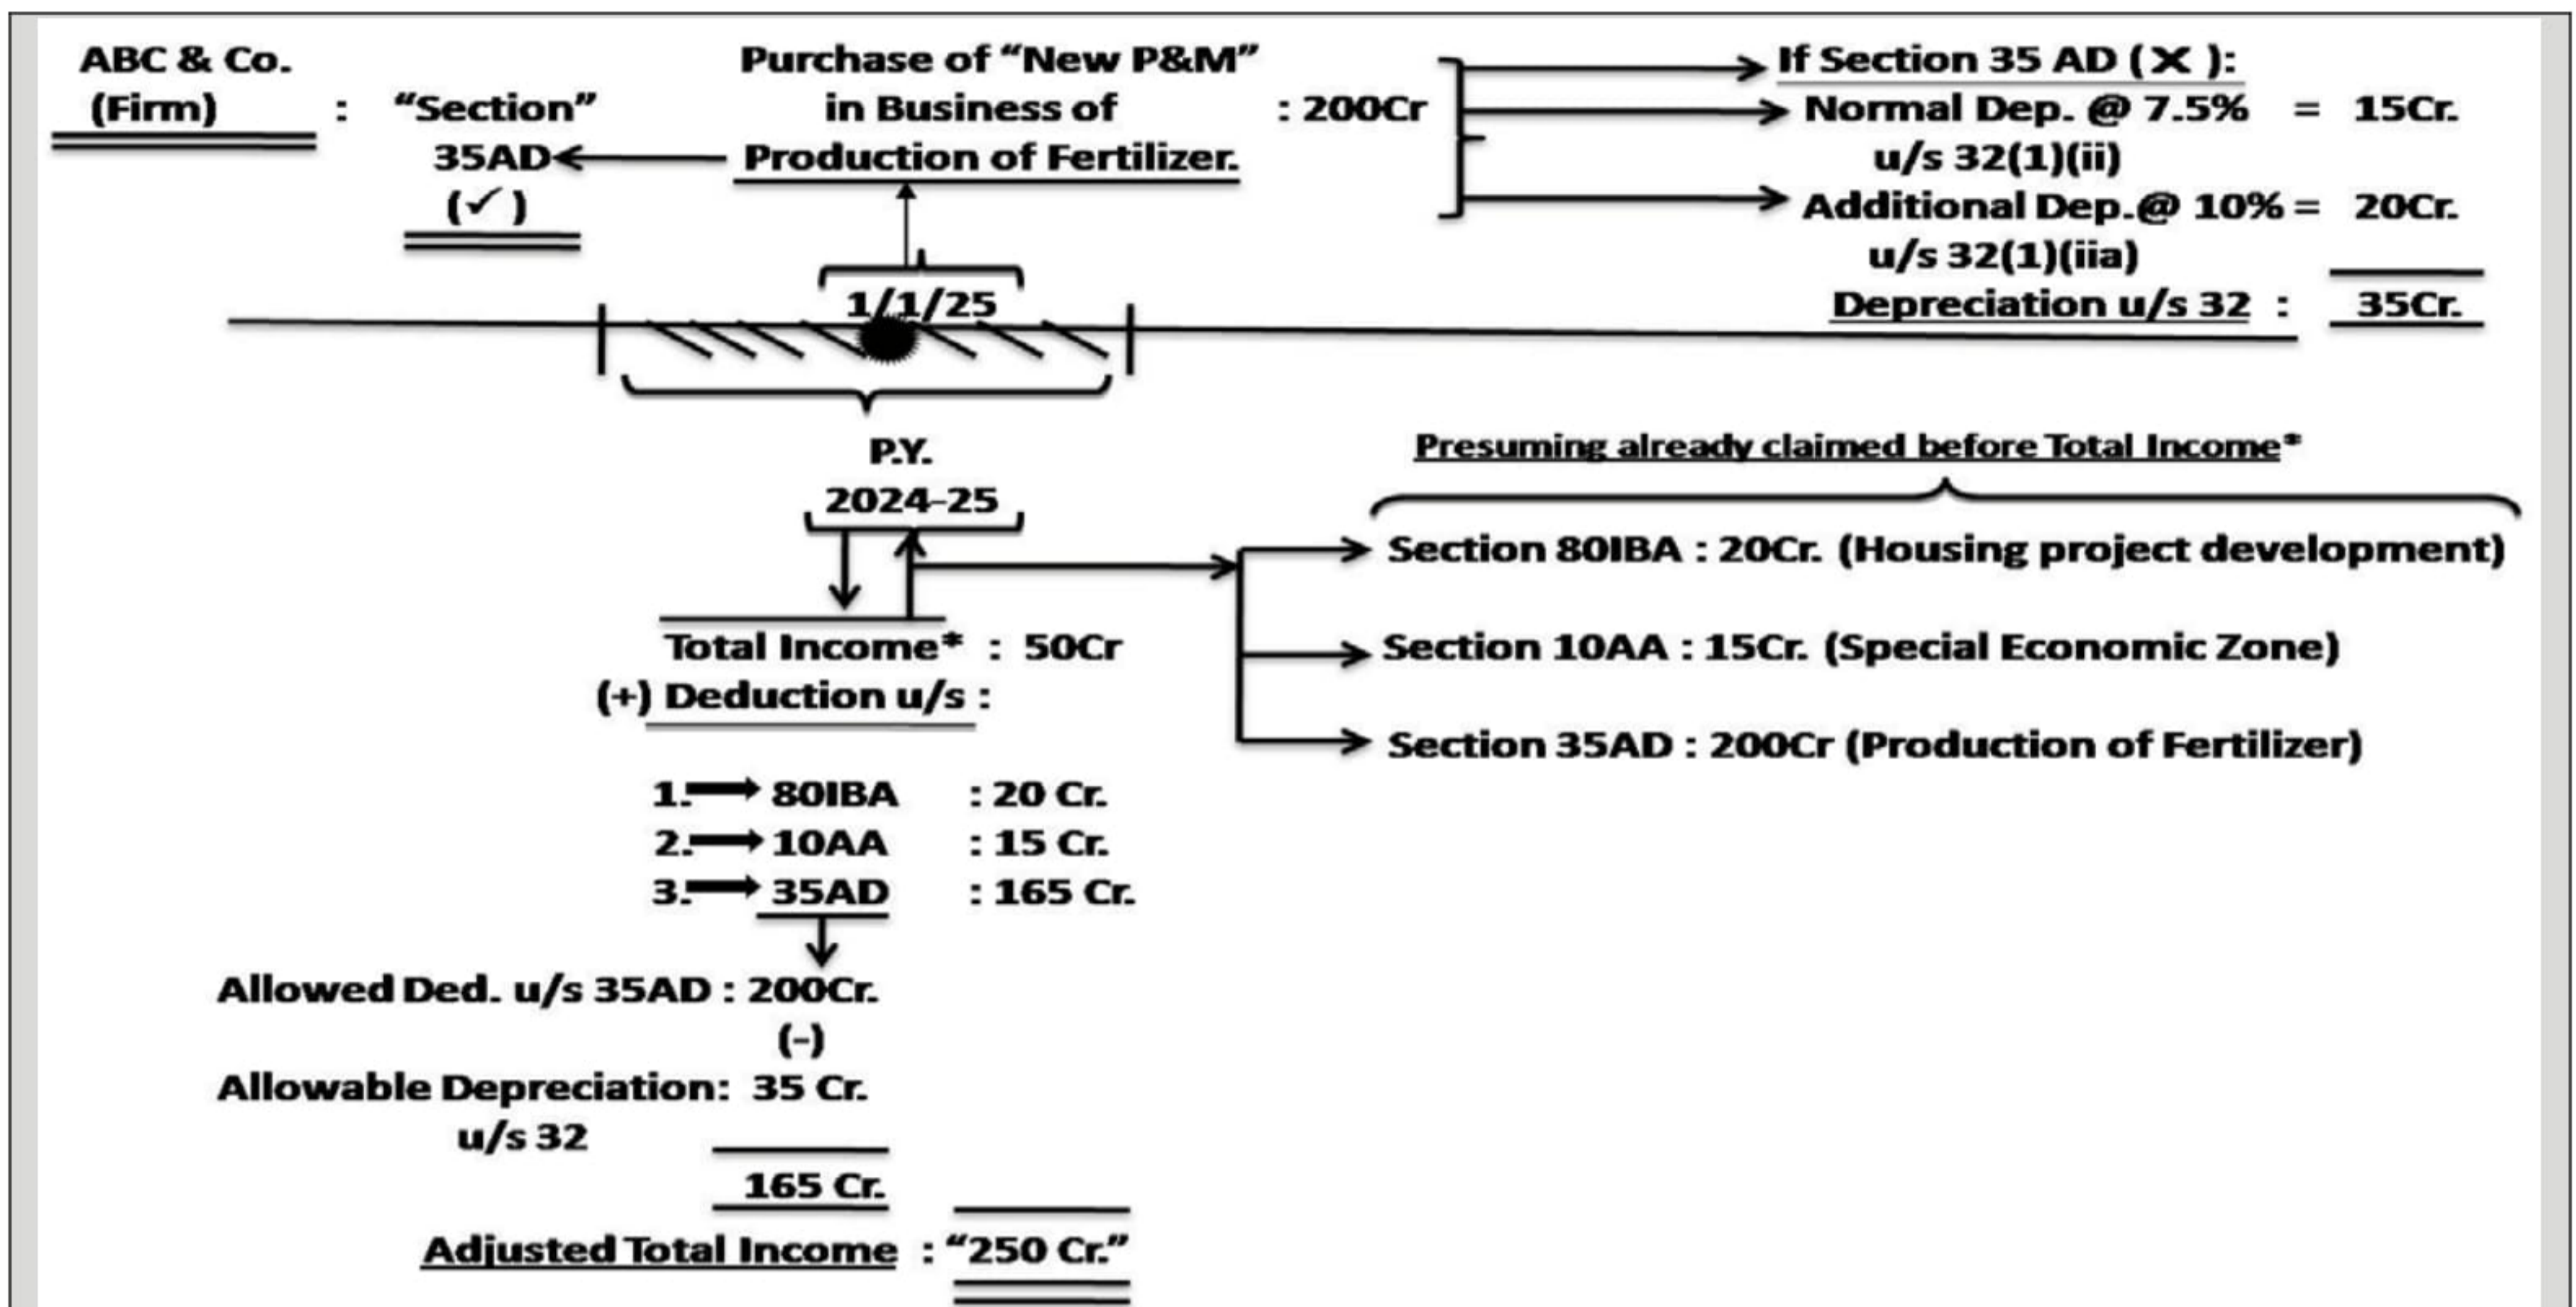 ABC & Co.
(Firm) : “Section”
35AD
(✓)
Purchase of “New P&M”
in Business of : 200Cr
Production of Fertilizer.
If Section 35 AD ( X ):
Normal Dep. @ 7.5% = 15Cr.
u/s 32(1)(ii)
Additional Dep.@ 10% = 20Cr.
u/s 32(1)(iia)
Depreciation u/s 32 : 35Cr.
1/1/25
P.Y.
2024-25
Presuming already claimed before Total Income*
Section 80IBA : 20Cr. (Housing project development)
Section 10AA : 15Cr. (Special Economic Zone)
Section 35AD : 200Cr (Production of Fertilizer)
Total Income* : 50Cr
(+) Deduction u/s :
1. → 80IBA : 20 Cr.
2. → 10AA : 15 Cr.
3. → 35AD : 165 Cr.
Allowed Ded. u/s 35AD : 200Cr.
(-)
Allowable Depreciation: 35 Cr.
u/s 32
165 Cr.
Adjusted Total Income : “250 Cr.”